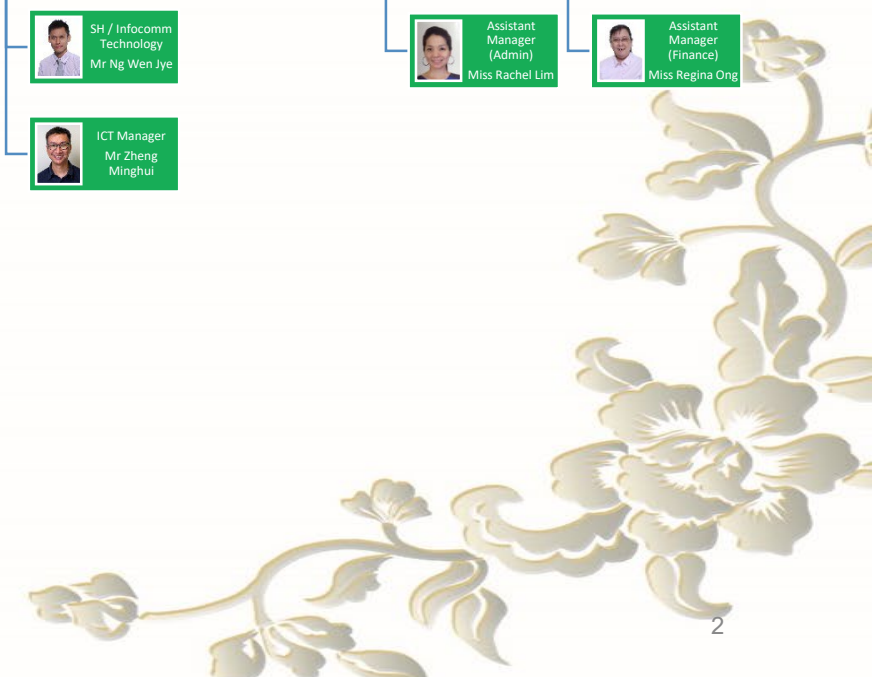 SH / Infocomm
Technology
Mr Ng Wen Jye
Assistant
Manager
(Admin)
Miss Rachel Lim
Assistant
Manager
(Finance)
Miss Regina Ong
ICT Manager
Mr Zheng
Minghui
2